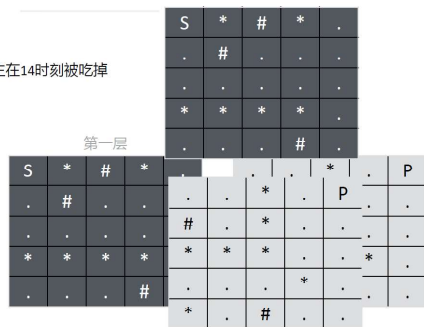 S * # * .
. # . . .
在14时刻被吃掉
. . . . .
* * * * .
. . . # .
第一层
S * # * .
. # . .
. . . .
* * * *
. . . #
. . * . P
# . * . .
* * * . .
. . . * .
* . # . .
. . * . P
. .
. .
* .
. .